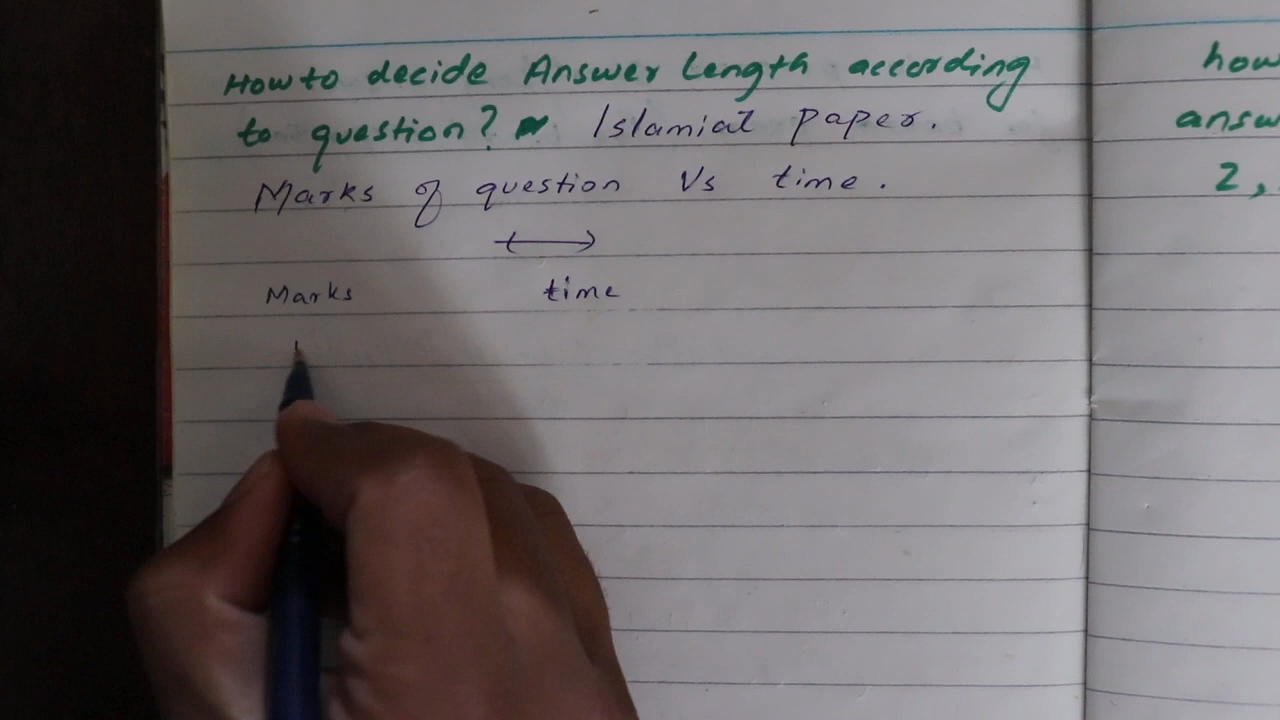 How to decide Answer Length according
to question? Islamiat paper.
Marks of question Vs time.
Marks time
how
answ
2,